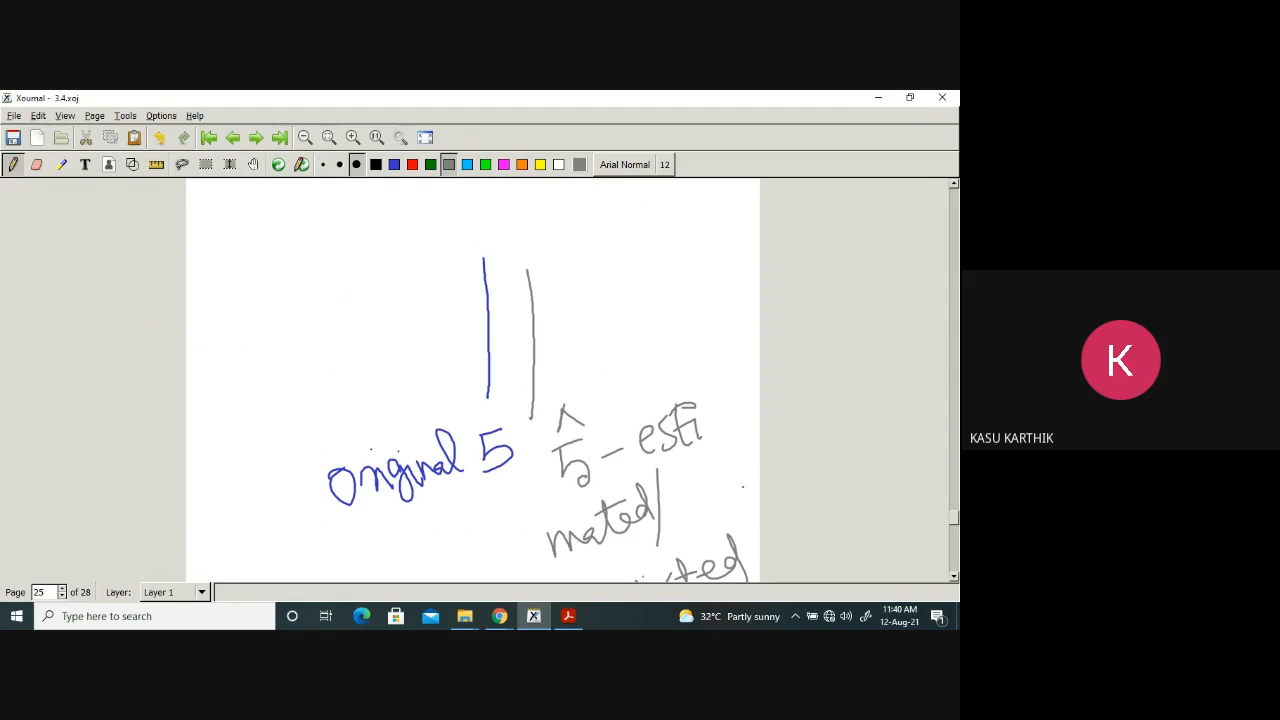 Xournal - 3.4.xoj
File Edit View Page Tools Options Help
Arial Normal 12
original 5 5̂ - esti
mated/
Page 25 of 28 Layer: Layer 1
Type here to search
32°C Partly sunny
11:40 AM
12-Aug-21
1
K
KASU KARTHIK